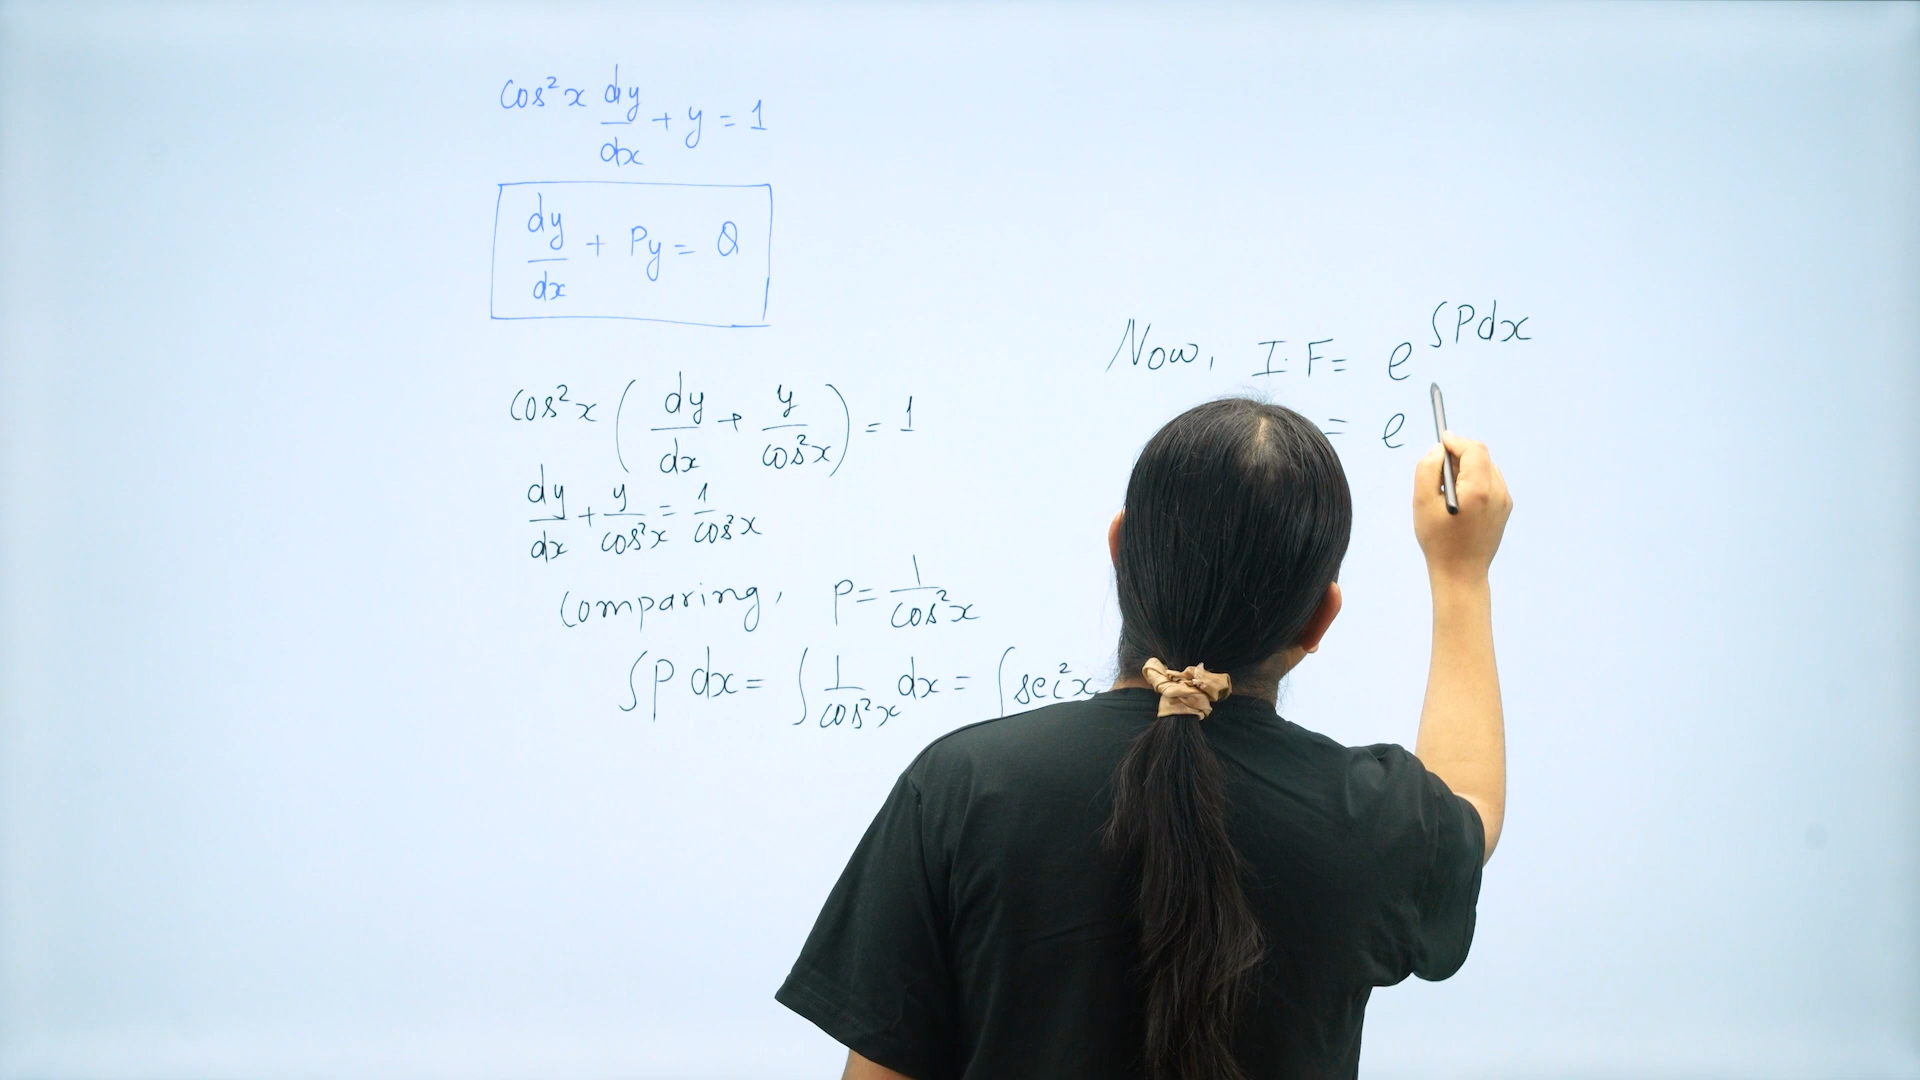 cos²x dy/dx + y = 1
dy/dx + Py = Q
cos²x ( dy/dx + y/cos²x ) = 1
dy/dx + y/cos²x = 1/cos²x
Comparing, P = 1/cos²x
∫P dx = ∫ 1/cos²x dx = ∫ sec²x
Now, I.F = e^∫Pdx
= e